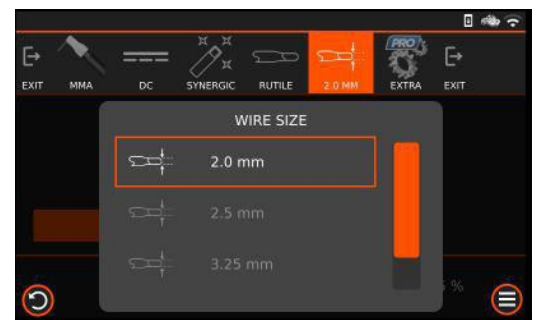 PRO
EXIT MMA DC SYNERGIC RUTILE 2.0 MM EXTRA EXIT
WIRE SIZE
2.0 mm
2.5 mm
3.25 mm
%